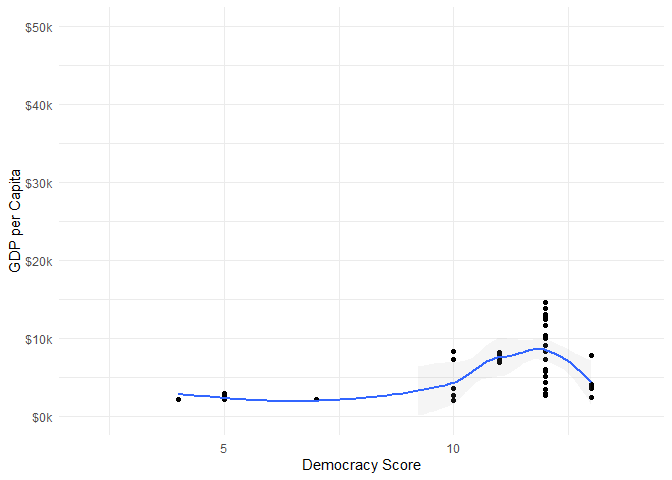 $50k
$40k
$30k
$20k
$10k
$0k
GDP per Capita
5 10
Democracy Score